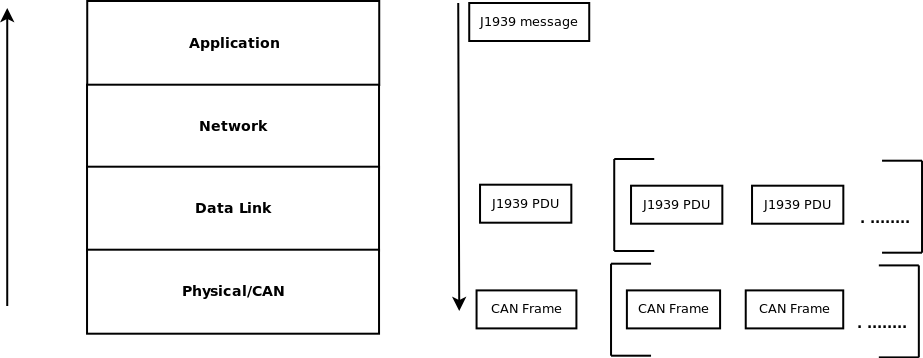 Application
Network
Data Link
Physical/CAN
J1939 message
J1939 PDU
J1939 PDU
J1939 PDU
. ........
CAN Frame
CAN Frame
CAN Frame
. ........